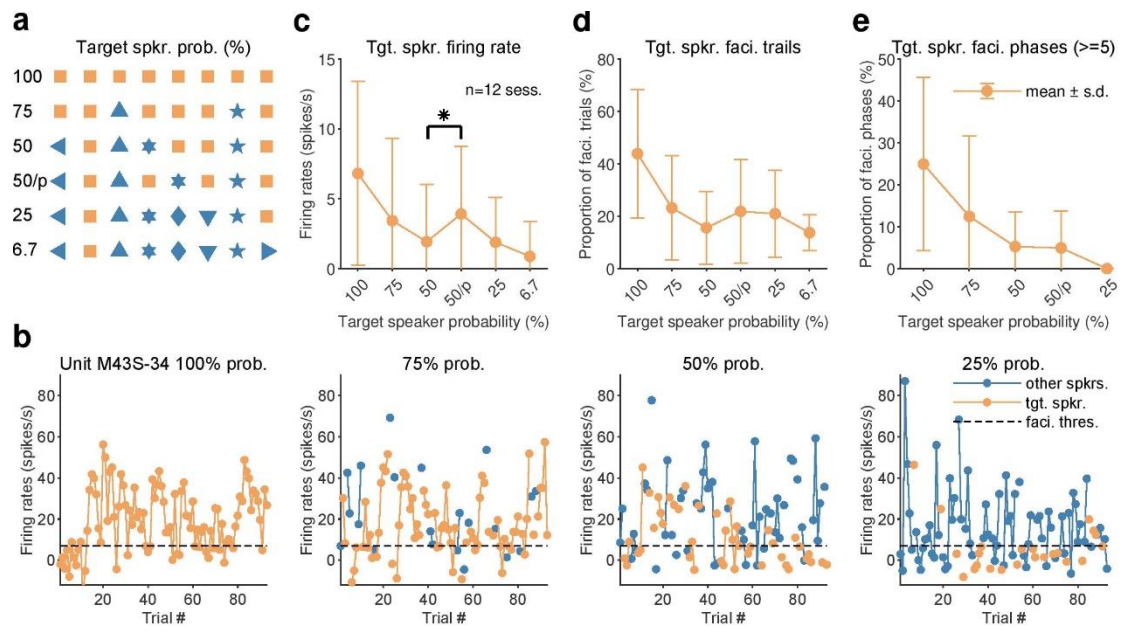 a
Target spkr. prob. (%)
100
75
50
50/p
25
6.7
c
Tgt. spkr. firing rate
n=12 sess.
*
Firing rates (spikes/s)
15
10
5
0
100 75 50 50/p 25 6.7
Target speaker probability (%)
d
Tgt. spkr. faci. trails
Proportion of faci. trials (%)
80
60
40
20
0
100 75 50 50/p 25 6.7
Target speaker probability (%)
e
Tgt. spkr. faci. phases (>=5)
mean ± s.d.
Proportion of faci. phases (%)
50
40
30
20
10
0
100 75 50 50/p 25
Target speaker probability (%)
b
Unit M43S-34 100% prob.
Firing rates (spikes/s)
80
60
40
20
0
20 40 60 80
Trial #
75% prob.
Firing rates (spikes/s)
80
60
40
20
0
20 40 60 80
Trial #
50% prob.
Firing rates (spikes/s)
80
60
40
20
0
20 40 60 80
Trial #
25% prob.
other spkrs.
tgt. spkr.
faci. thres.
Firing rates (spikes/s)
80
60
40
20
0
20 40 60 80
Trial #